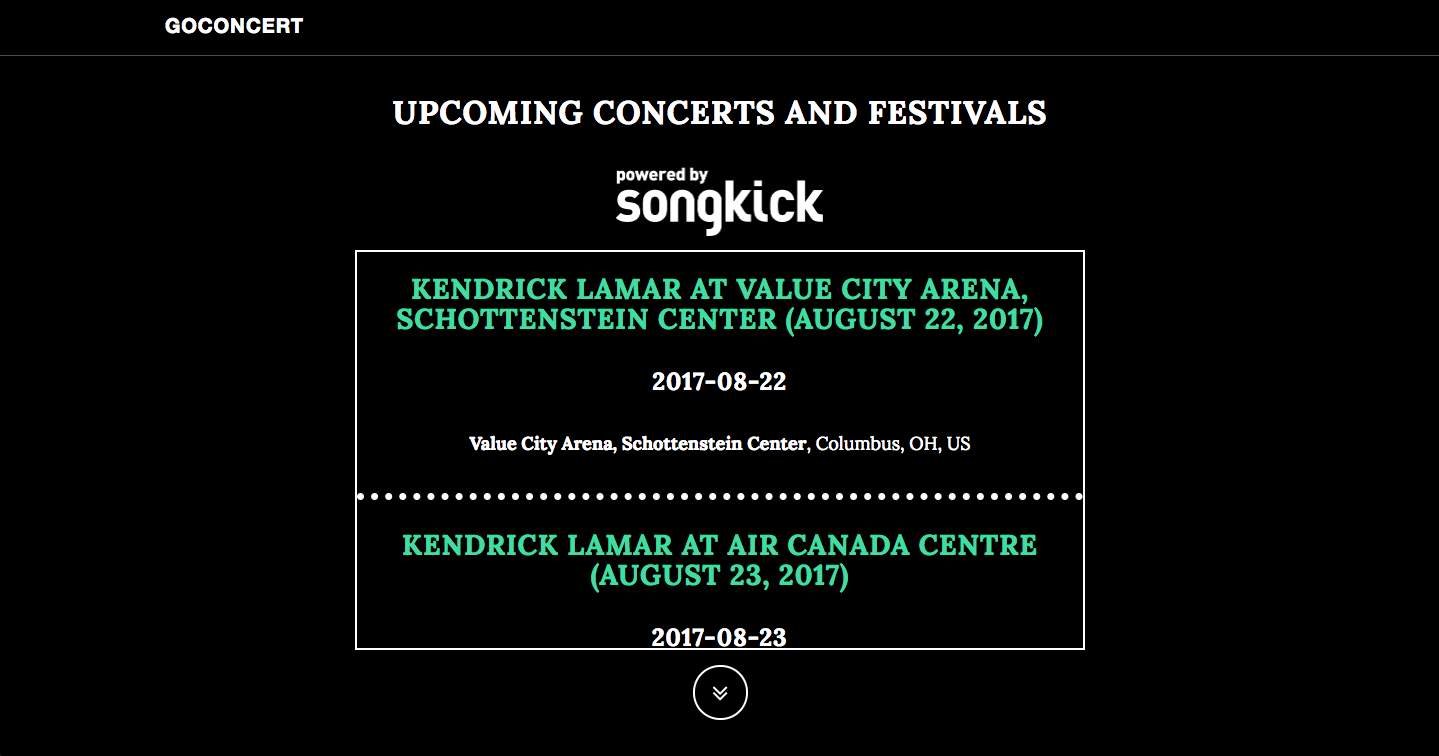 GOCONCERT
UPCOMING CONCERTS AND FESTIVALS
powered by
songkick
KENDRICK LAMAR AT VALUE CITY ARENA,
SCHOTTENSTEIN CENTER (AUGUST 22, 2017)
2017-08-22
Value City Arena, Schottenstein Center, Columbus, OH, US
KENDRICK LAMAR AT AIR CANADA CENTRE
(AUGUST 23, 2017)
2017-08-23